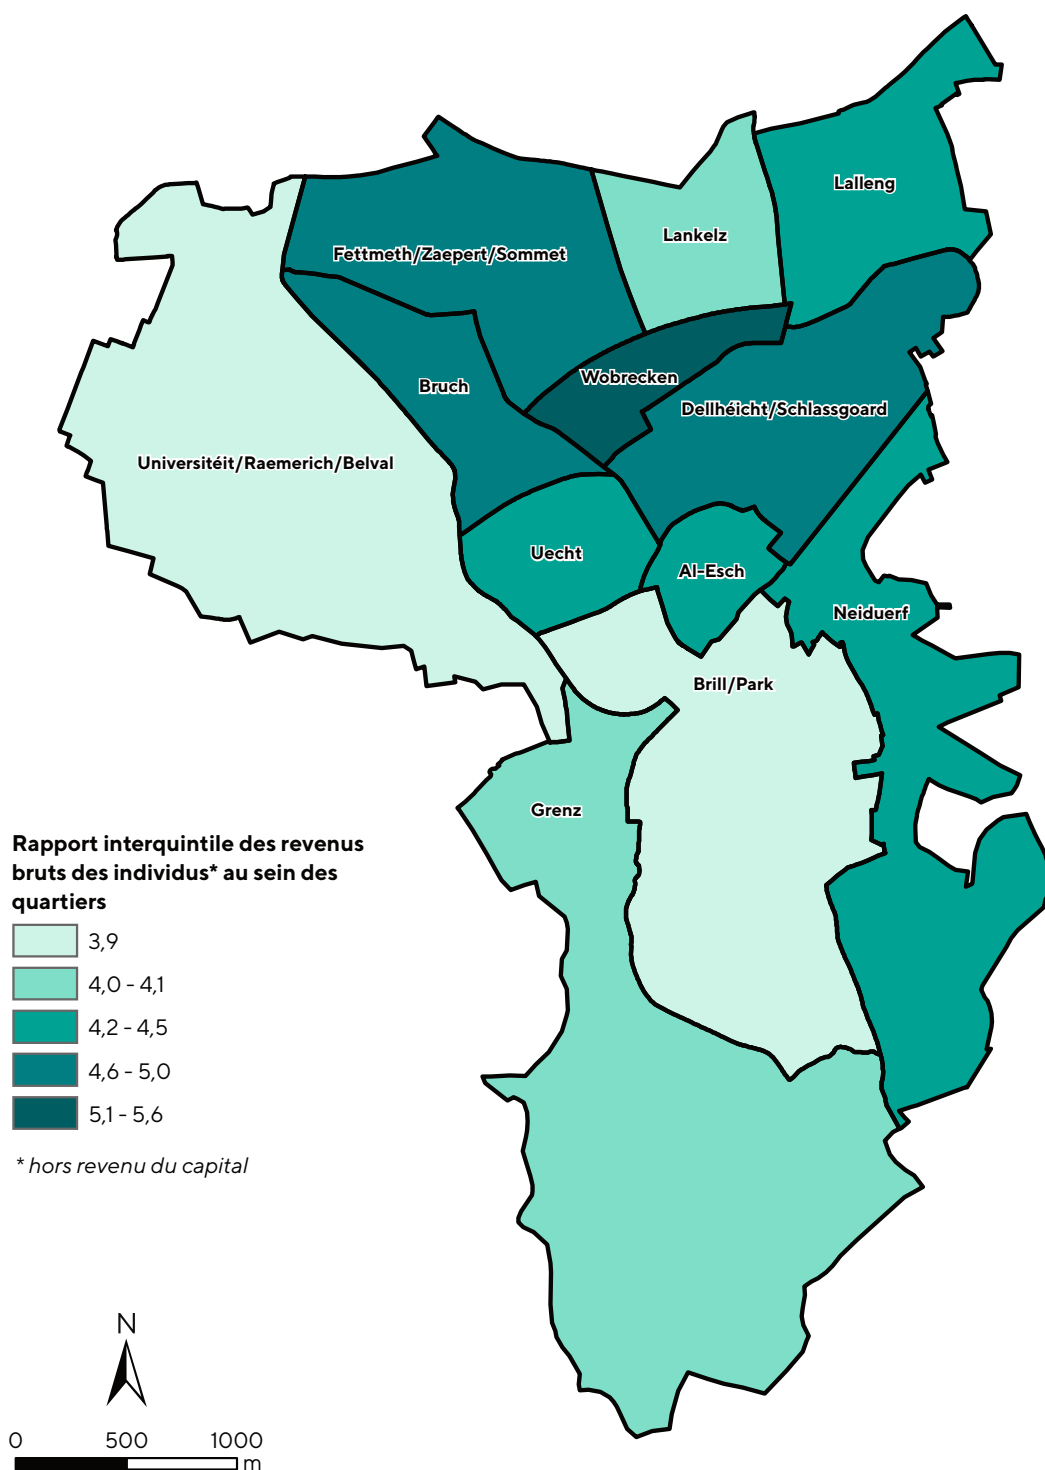 Lalleng
Lankelz
Fettmeth/Zaepert/Sommet
Wobrecken
Bruch
Dellhéicht/Schlassgoard
Universitéit/Raemerich/Belval
Uecht
Al-Esch
Neiduerf
Brill/Park
Grenz
Rapport interquintile des revenus
bruts des individus* au sein des
quartiers
3,9
4,0 - 4,1
4,2 - 4,5
4,6 - 5,0
5,1 - 5,6
* hors revenu du capital
N
0 500 1000
m